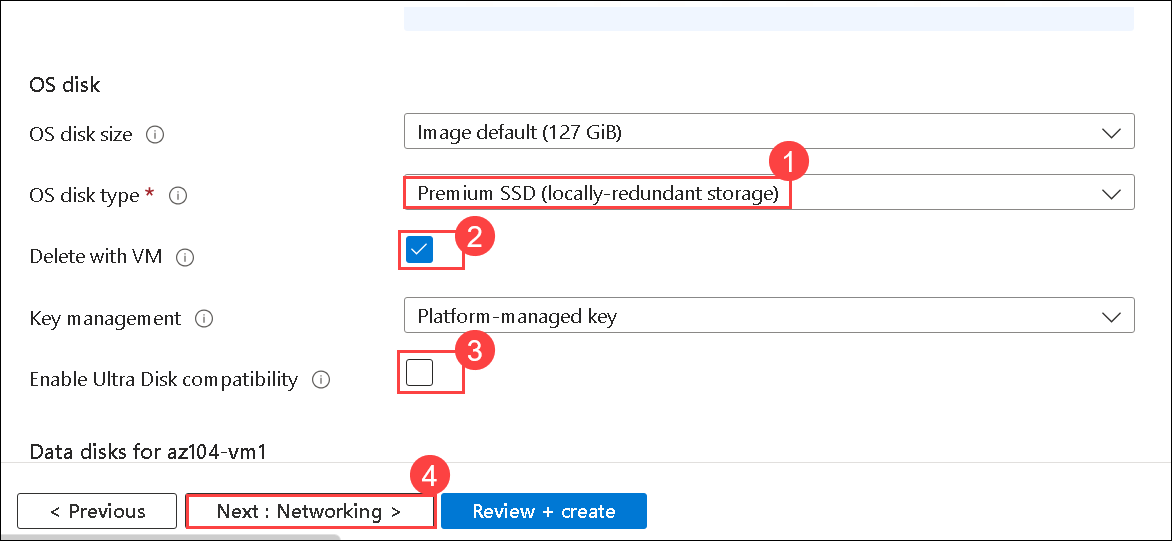 OS disk
OS disk size
Image default (127 GiB)
1
OS disk type *
Premium SSD (locally-redundant storage)
2
Delete with VM
Key management
Platform-managed key
3
Enable Ultra Disk compatibility
Data disks for az104-vm1
4
< Previous
Next : Networking >
Review + create